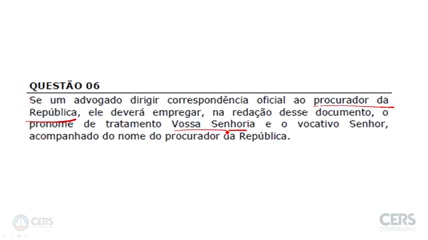 QUESTÃO 06
Se um advogado dirigir correspondência oficial ao procurador da
República, ele deverá empregar, na redação desse documento, o
pronome de tratamento Vossa Senhoria e o vocativo Senhor,
acompanhado do nome do procurador da República.
CERS
CERS